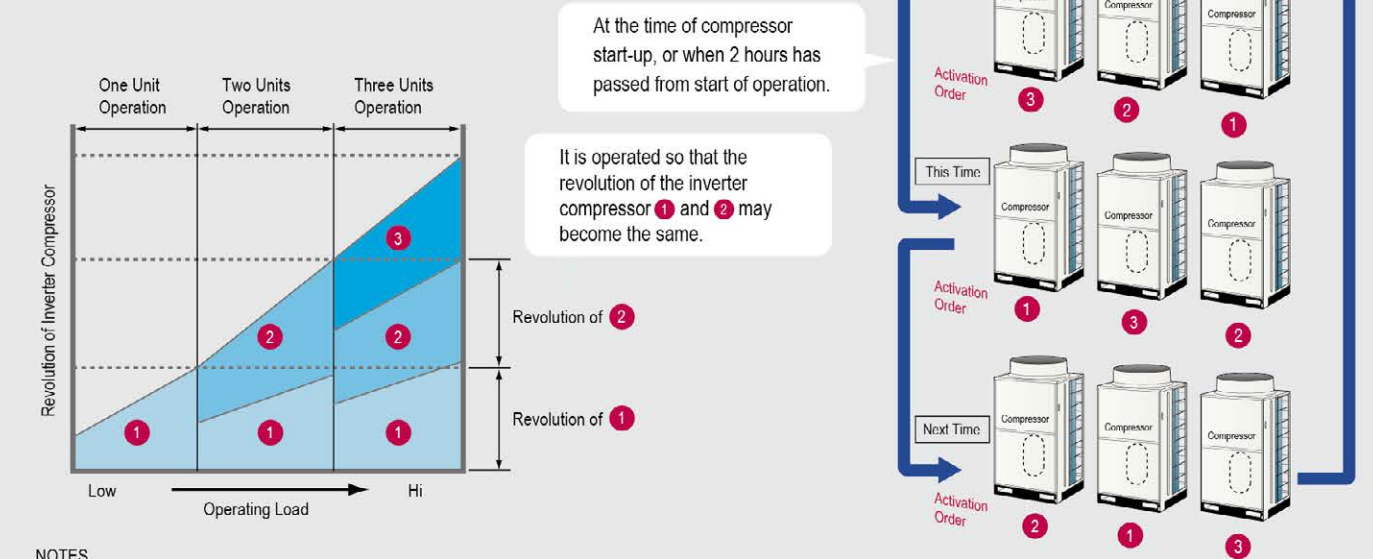 At the time of compressor
start-up, or when 2 hours has
passed from start of operation.
One Unit
Operation
Two Units
Operation
Three Units
Operation
It is operated so that the
revolution of the inverter
compressor 1 and 2 may
become the same.
Revolution of Inverter Compressor
3
2
2
1
1
1
Revolution of 2
Revolution of 1
Low
Hi
Operating Load
NOTES
Compressor
Compressor
Activation
Order
3
2
1
This Time
Compressor
Compressor
Compressor
Activation
Order
1
3
2
Next Time
Compressor
Compressor
Compressor
Activation
Order
2
1
3